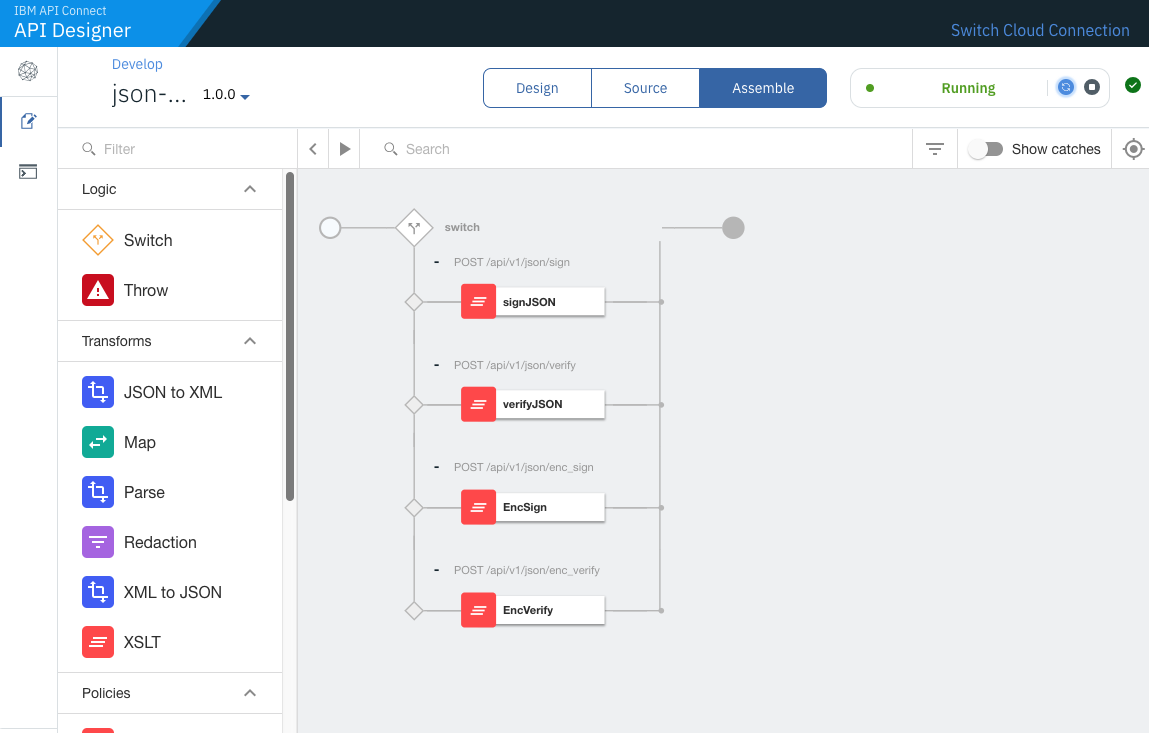 IBM API Connect
API Designer
Switch Cloud Connection
Develop
json-... 1.0.0
Design
Source
Assemble
Running
Filter
Search
Show catches
Logic
Switch
Throw
Transforms
JSON to XML
Map
Parse
Redaction
XML to JSON
XSLT
Policies
switch
- POST /api/v1/json/sign
signJSON
- POST /api/v1/json/verify
verifyJSON
- POST /api/v1/json/enc_sign
EncSign
- POST /api/v1/json/enc_verify
EncVerify